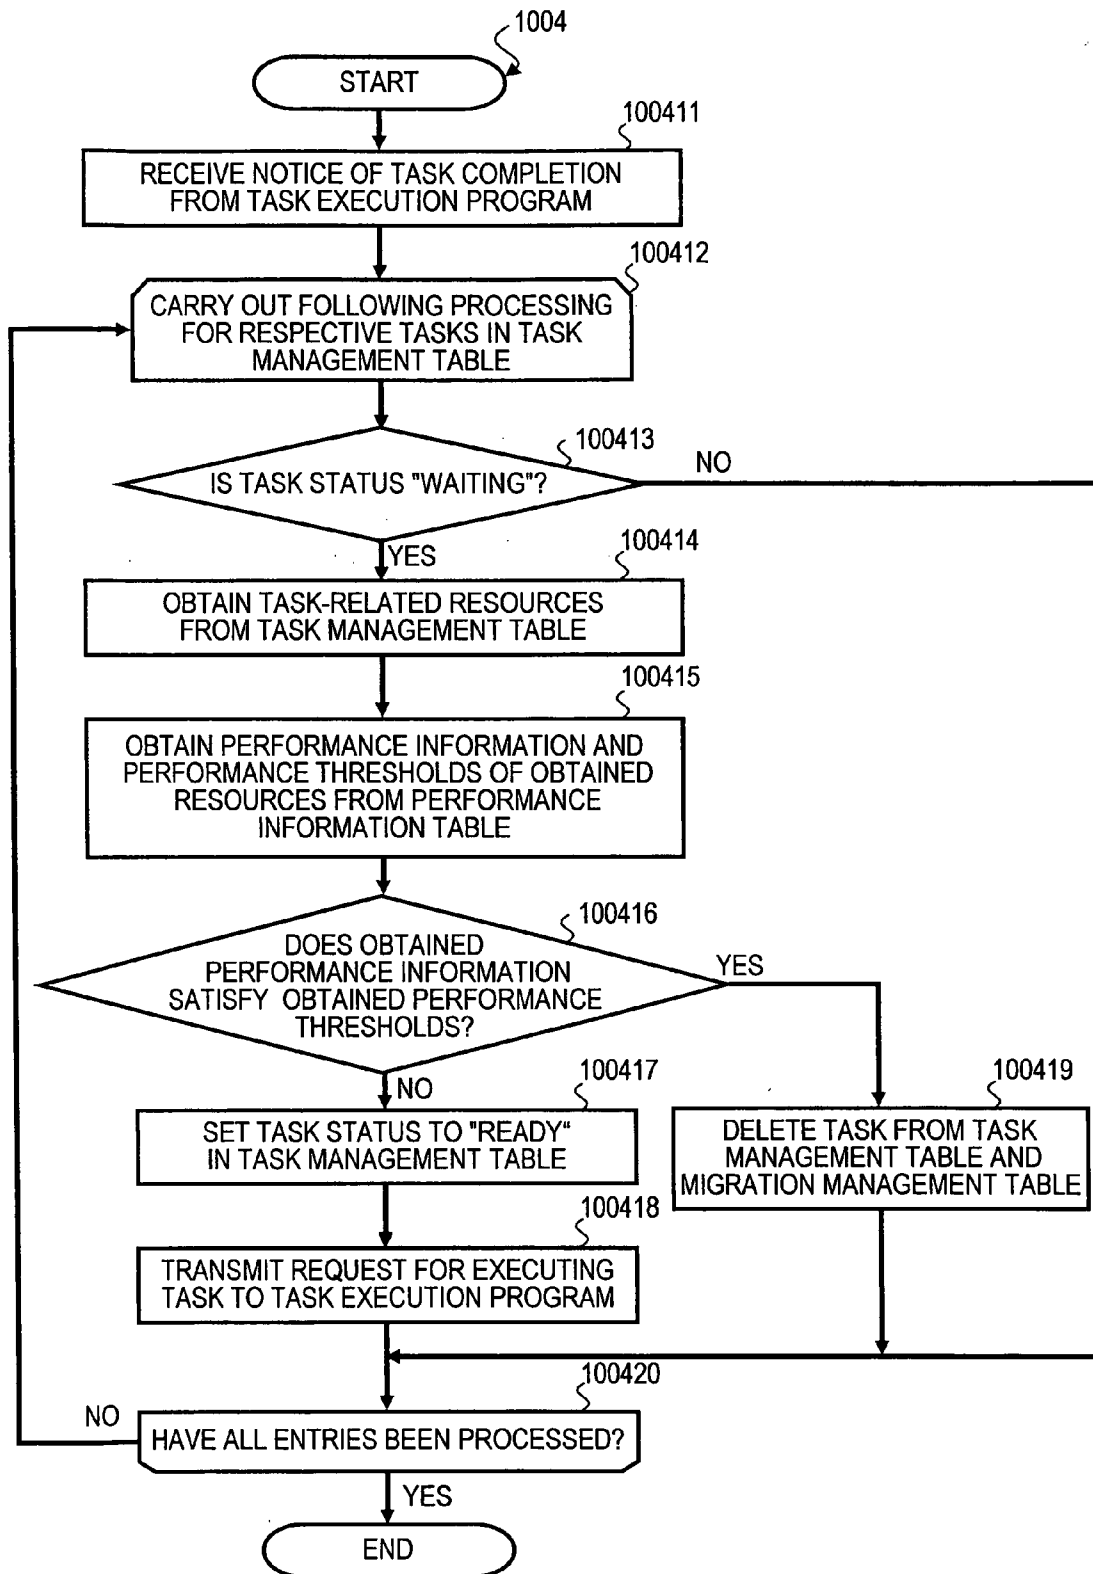 1004
START
100411
RECEIVE NOTICE OF TASK COMPLETION
FROM TASK EXECUTION PROGRAM
100412
CARRY OUT FOLLOWING PROCESSING
FOR RESPECTIVE TASKS IN TASK
MANAGEMENT TABLE
100413
IS TASK STATUS "WAITING"?
NO
YES
100414
OBTAIN TASK-RELATED RESOURCES
FROM TASK MANAGEMENT TABLE
100415
OBTAIN PERFORMANCE INFORMATION AND
PERFORMANCE THRESHOLDS OF OBTAINED
RESOURCES FROM PERFORMANCE
INFORMATION TABLE
100416
DOES OBTAINED
PERFORMANCE INFORMATION
SATISFY OBTAINED PERFORMANCE
THRESHOLDS?
YES
NO
100417
SET TASK STATUS TO "READY"
IN TASK MANAGEMENT TABLE
100419
DELETE TASK FROM TASK
MANAGEMENT TABLE AND
MIGRATION MANAGEMENT TABLE
100418
TRANSMIT REQUEST FOR EXECUTING
TASK TO TASK EXECUTION PROGRAM
100420
NO
HAVE ALL ENTRIES BEEN PROCESSED?
YES
END